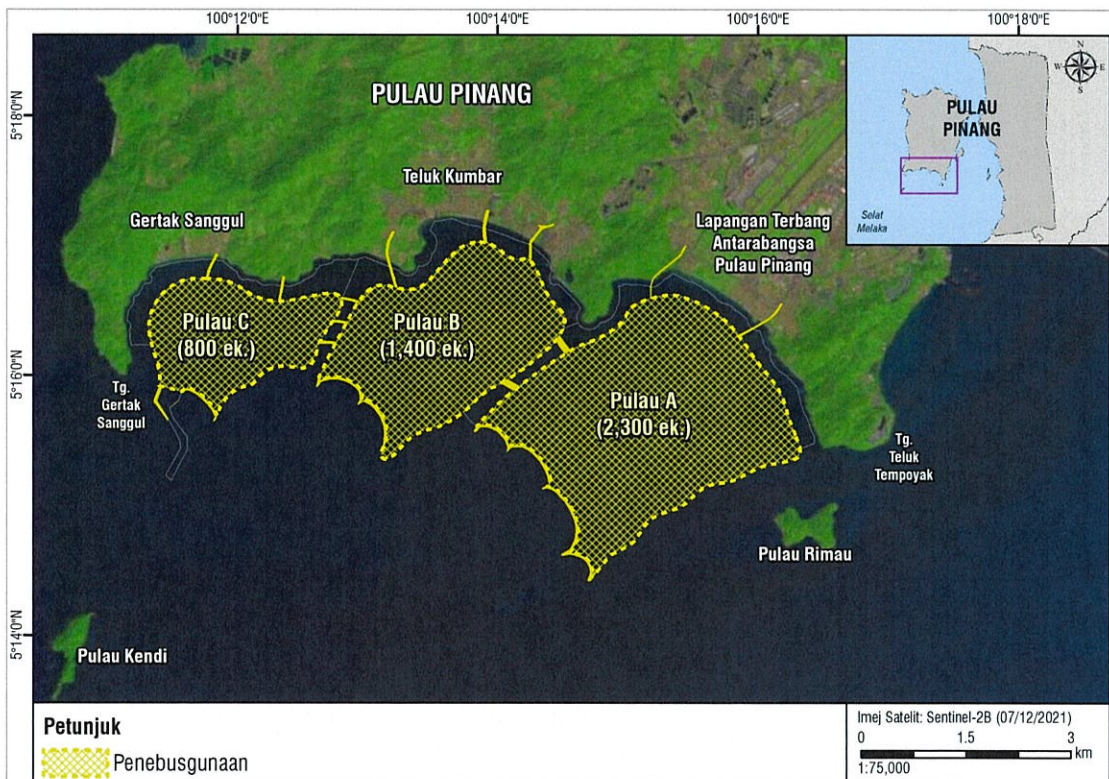 100°12'0"E
100°14'0"E
100°16'0"E
100°18'0"E
5°18'0"N
5°16'0"N
5°14'0"N
PULAU PINANG
Teluk Kumbar
Gertak Sanggul
Lapangan Terbang
Antarabangsa
Pulau Pinang
Pulau C
(800 ek.)
Pulau B
(1,400 ek.)
Pulau A
(2,300 ek.)
Tg.
Gertak
Sanggul
Tg.
Teluk
Tempoyak
Pulau Rimau
Pulau Kendi
PULAU
PINANG
Selat
Melaka
N
W
E
S
Petunjuk
Penebusgunaan
Imej Satelit: Sentinel-2B (07/12/2021)
0 1.5 3
km
1:75,000